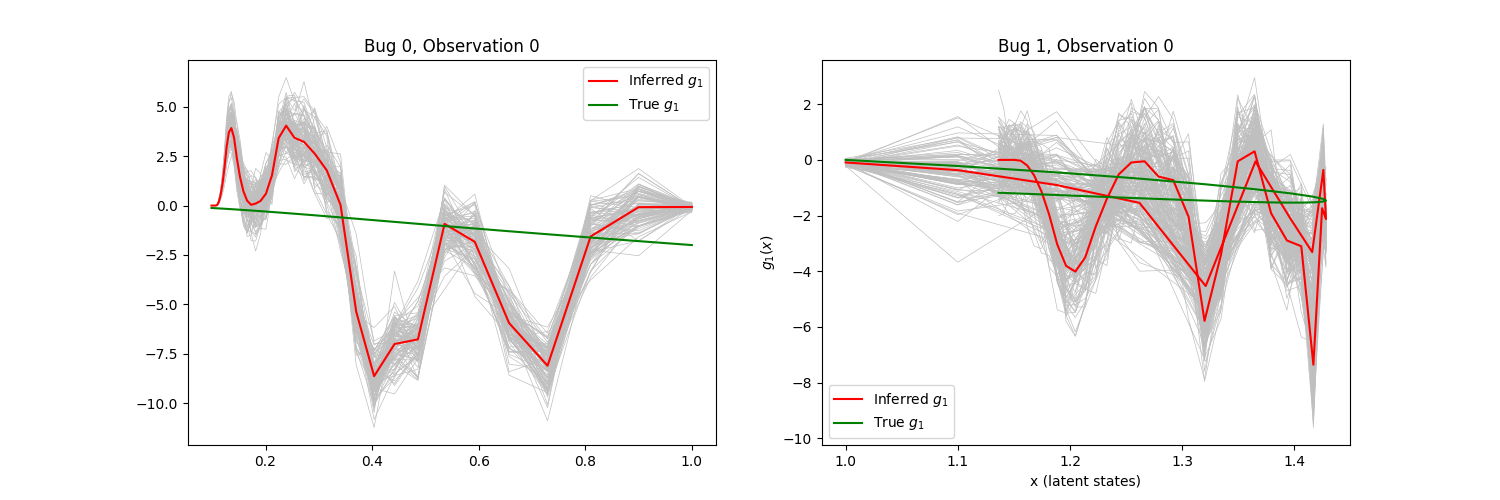 Bug 0, Observation 0
Inferred g₁
True g₁
5.0
2.5
0.0
−2.5
−5.0
−7.5
−10.0
0.2 0.4 0.6 0.8 1.0
Bug 1, Observation 0
g₁(x)
2
0
−2
−4
−6
−8
−10
Inferred g₁
True g₁
1.0 1.1 1.2 1.3 1.4
x (latent states)